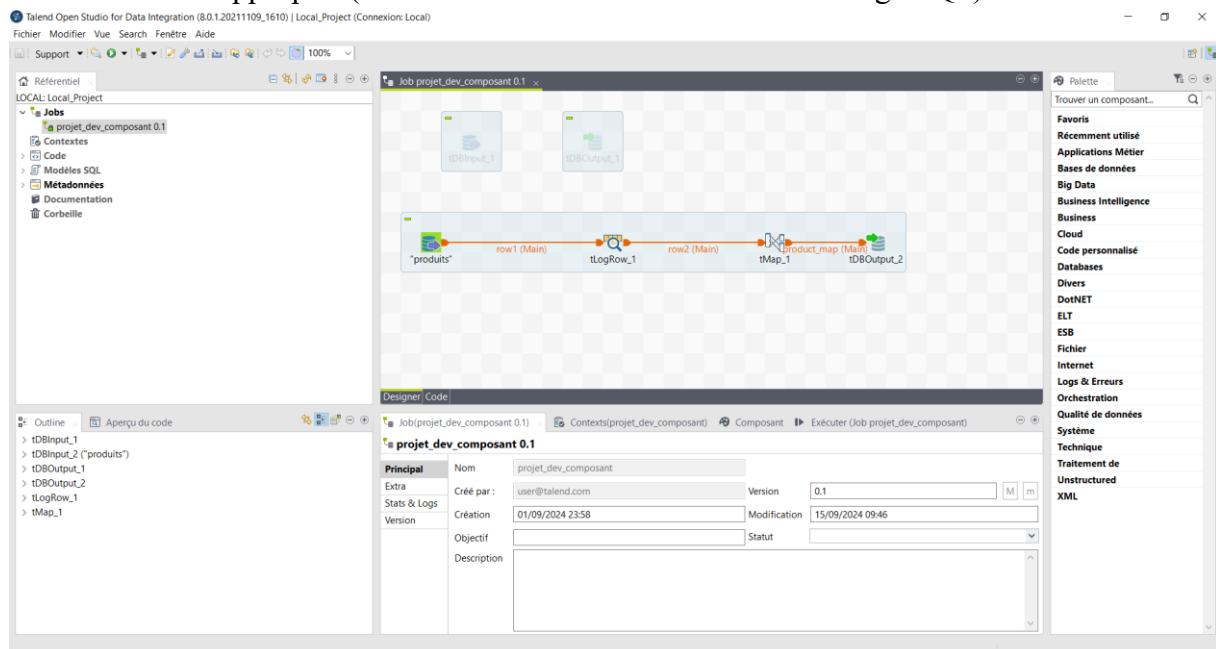 Talend Open Studio for Data Integration (8.0.1.20211109_1610) | Local_Project (Connexion: Local)
Fichier Modifier Vue Search Fenêtre Aide
Support 100%
Référentiel
LOCAL: Local_Project
Jobs
projet_dev_composant 0.1
Contextes
Code
Modèles SQL
Métadonnées
Documentation
Corbeille
Job projet_dev_composant 0.1
tDBInput_1
tDBOutput_1
row1 (Main)
row2 (Main)
product_map (Main)
"produits"
tLogRow_1
tMap_1
tDBOutput_2
Designer Code
Palette
Trouver un composant...
Favoris
Récemment utilisé
Applications Métier
Bases de données
Big Data
Business Intelligence
Business
Cloud
Code personnalisé
Databases
Divers
DotNET
ELT
ESB
Fichier
Internet
Logs & Erreurs
Orchestration
Qualité de données
Système
Technique
Traitement de
Unstructured
XML
Outline Aperçu du code
tDBInput_1
tDBInput_2 ("produits")
tDBOutput_1
tDBOutput_2
tLogRow_1
tMap_1
Job(projet_dev_composant 0.1) Contexts(projet_dev_composant) Composant Exécuter (Job projet_dev_composant)
projet_dev_composant 0.1
Principal
Extra
Stats & Logs
Version
Nom projet_dev_composant
Créé par : user@talend.com Version 0.1 M m
Création 01/09/2024 23:58 Modification 15/09/2024 09:46
Objectif Statut
Description